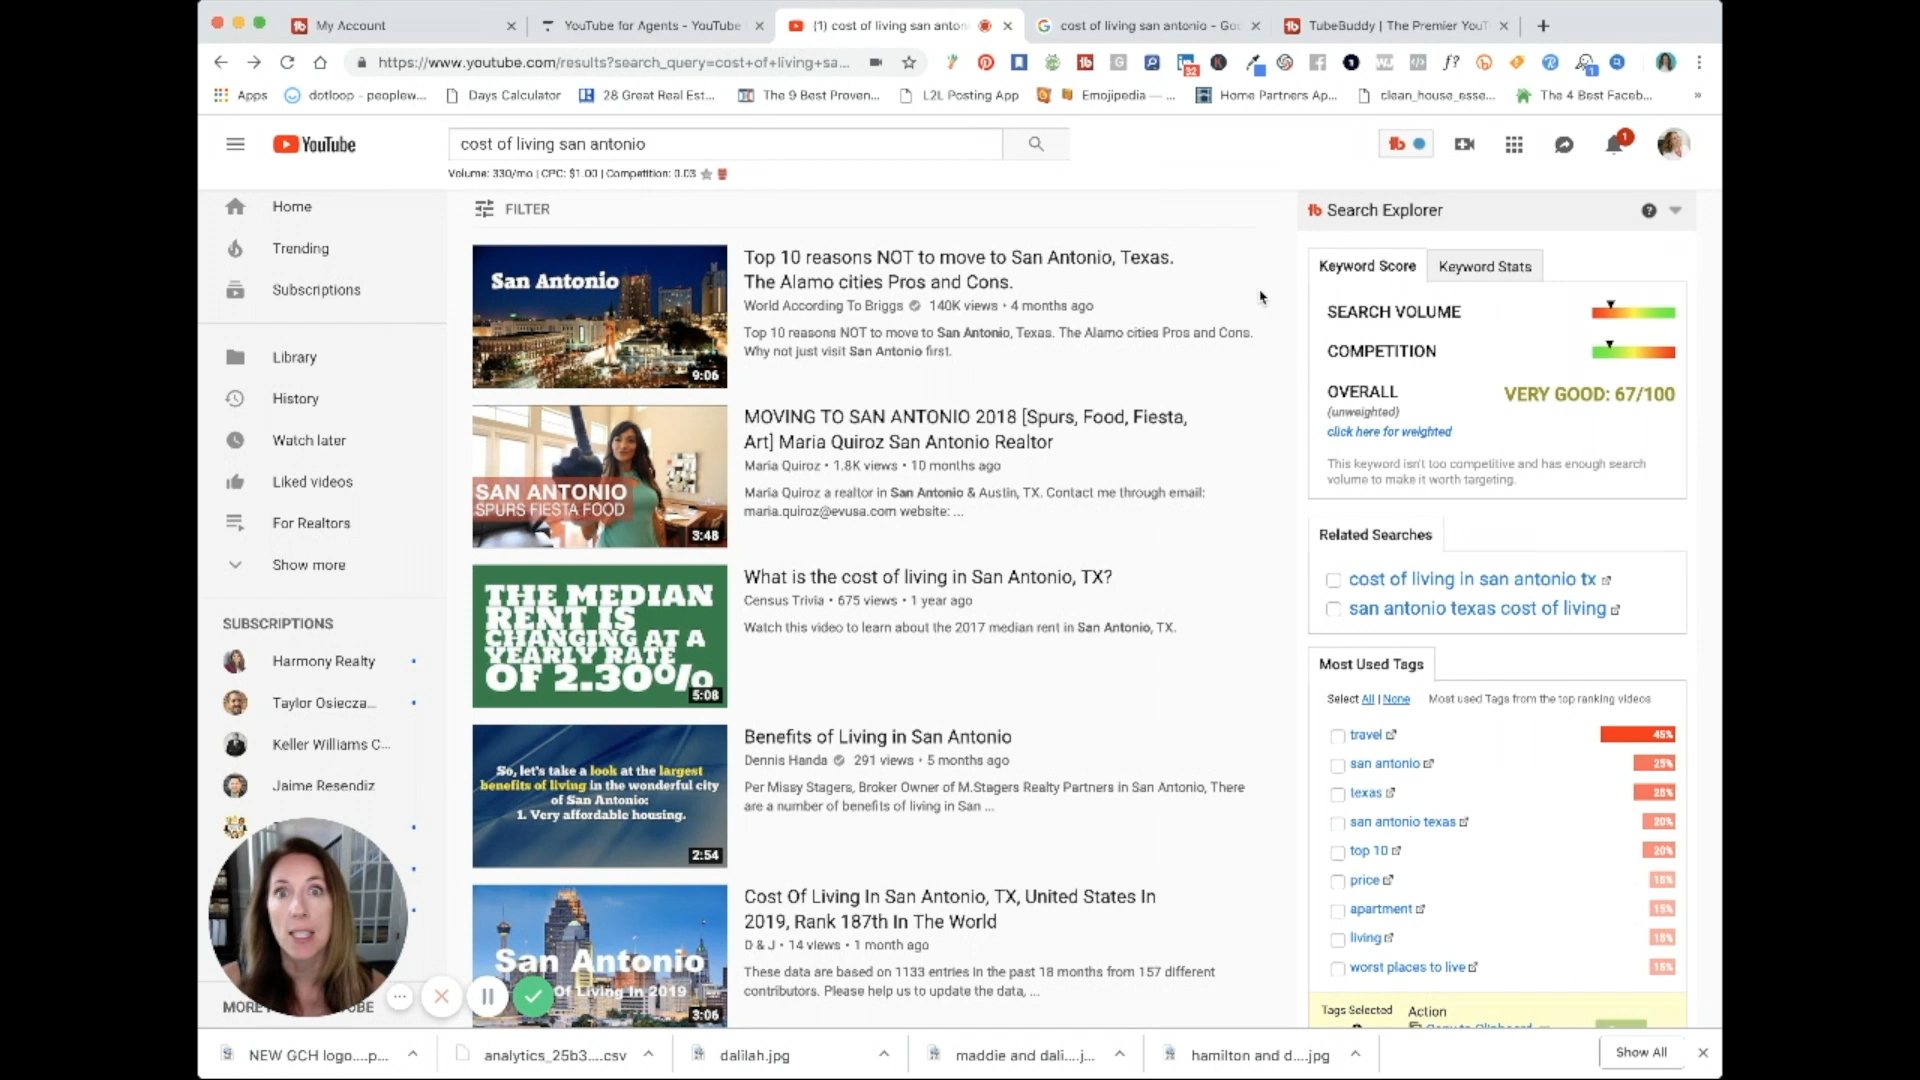 My Account
YouTube for Agents - YouTube
(1) cost of living san anton
cost of living san antonio - Goo
TubeBuddy | The Premier YouT
https://www.youtube.com/results?search_query=cost+of+living+sa...
Apps
dotloop - peoplew...
Days Calculator
28 Great Real Est...
The 9 Best Proven...
L2L Posting App
Emojipedia — ...
Home Partners Ap...
clean_house_esse...
The 4 Best Faceb...
YouTube
cost of living san antonio
Volume: 330/mo | CPC: $1.00 | Competition: 0.03
1
Home
Trending
Subscriptions
Library
History
Watch later
Liked videos
For Realtors
Show more
SUBSCRIPTIONS
Harmony Realty
Taylor Osiecza...
Keller Williams C...
Jaime Resendiz
FILTER
San Antonio
9:06
Top 10 reasons NOT to move to San Antonio, Texas.
The Alamo cities Pros and Cons.
World According To Briggs 140K views • 4 months ago
Top 10 reasons NOT to move to San Antonio, Texas. The Alamo cities Pros and Cons.
Why not just visit San Antonio first.
SAN ANTONIO
SPURS FIESTA FOOD
3:48
MOVING TO SAN ANTONIO 2018 [Spurs, Food, Fiesta,
Art] Maria Quiroz San Antonio Realtor
Maria Quiroz • 1.8K views • 10 months ago
Maria Quiroz a realtor in San Antonio & Austin, TX. Contact me through email:
maria.quiroz@evusa.com website: ...
THE MEDIAN
RENT IS
CHANGING AT A
YEARLY RATE
OF 2.30%
5:08
What is the cost of living in San Antonio, TX?
Census Trivia • 675 views • 1 year ago
Watch this video to learn about the 2017 median rent in San Antonio, TX.
So, let's take a look at the largest
benefits of living in the wonderful city
of San Antonio:
1. Very affordable housing.
2:54
Benefits of Living in San Antonio
Dennis Handa 291 views • 5 months ago
Per Missy Stagers, Broker Owner of M.Stagers Realty Partners in San Antonio, There
are a number of benefits of living in San ...
San Antonio
Of Living In 2019
3:06
Cost Of Living In San Antonio, TX, United States In
2019, Rank 187th In The World
D & J • 14 views • 1 month ago
These data are based on 1133 entries in the past 18 months from 157 different
contributors. Please help us to update the data, ...
Search Explorer
Keyword Score
Keyword Stats
SEARCH VOLUME
COMPETITION
OVERALL
VERY GOOD: 67/100
(unweighted)
click here for weighted
This keyword isn't too competitive and has enough search
volume to make it worth targeting.
Related Searches
cost of living in san antonio tx
san antonio texas cost of living
Most Used Tags
Select All | None Most used Tags from the top ranking videos
travel 45%
san antonio 25%
texas 25%
san antonio texas 20%
top 10 20%
price 15%
apartment 15%
living 15%
worst places to live 15%
Tags Selected
Action
MORE
UBE
NEW GCH logo....p...
analytics_25b3....csv
dalilah.jpg
maddie and dali....j...
hamilton and d....jpg
Show All